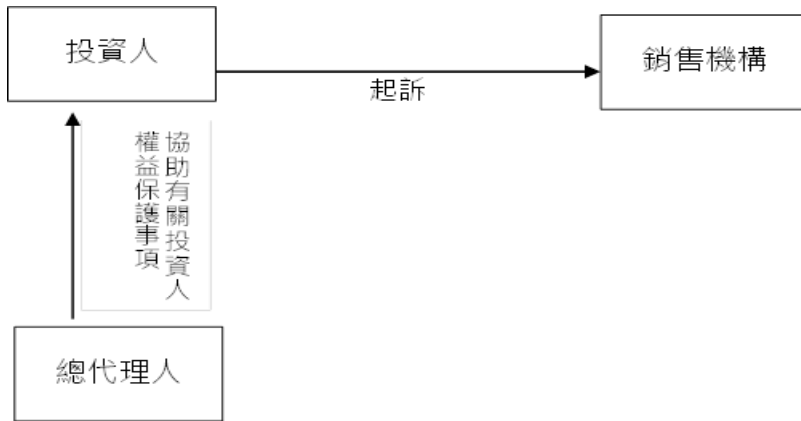 投資人
銷售機構
起訴
協助有關投資人
權益保護事項
總代理人